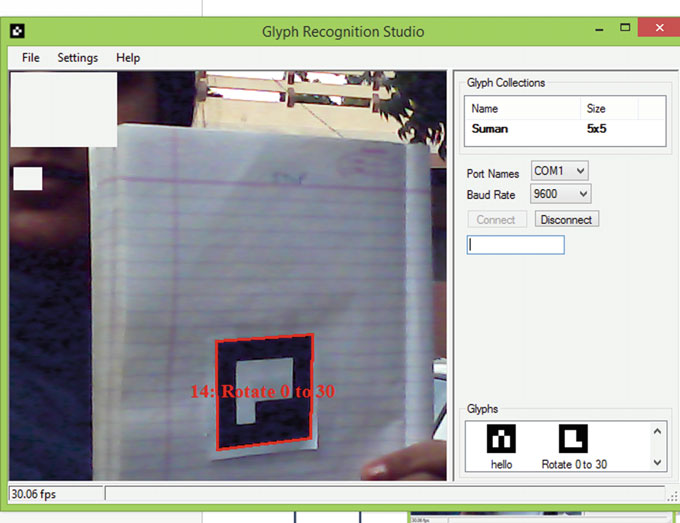 Glyph Recognition Studio
File Settings Help
Glyph Collections
Name Size
Suman 5x5
Port Names COM1
Baud Rate 9600
Connect Disconnect
14: Rotate 0 to 30
Glyphs
hello Rotate 0 to 30
30.06 fps